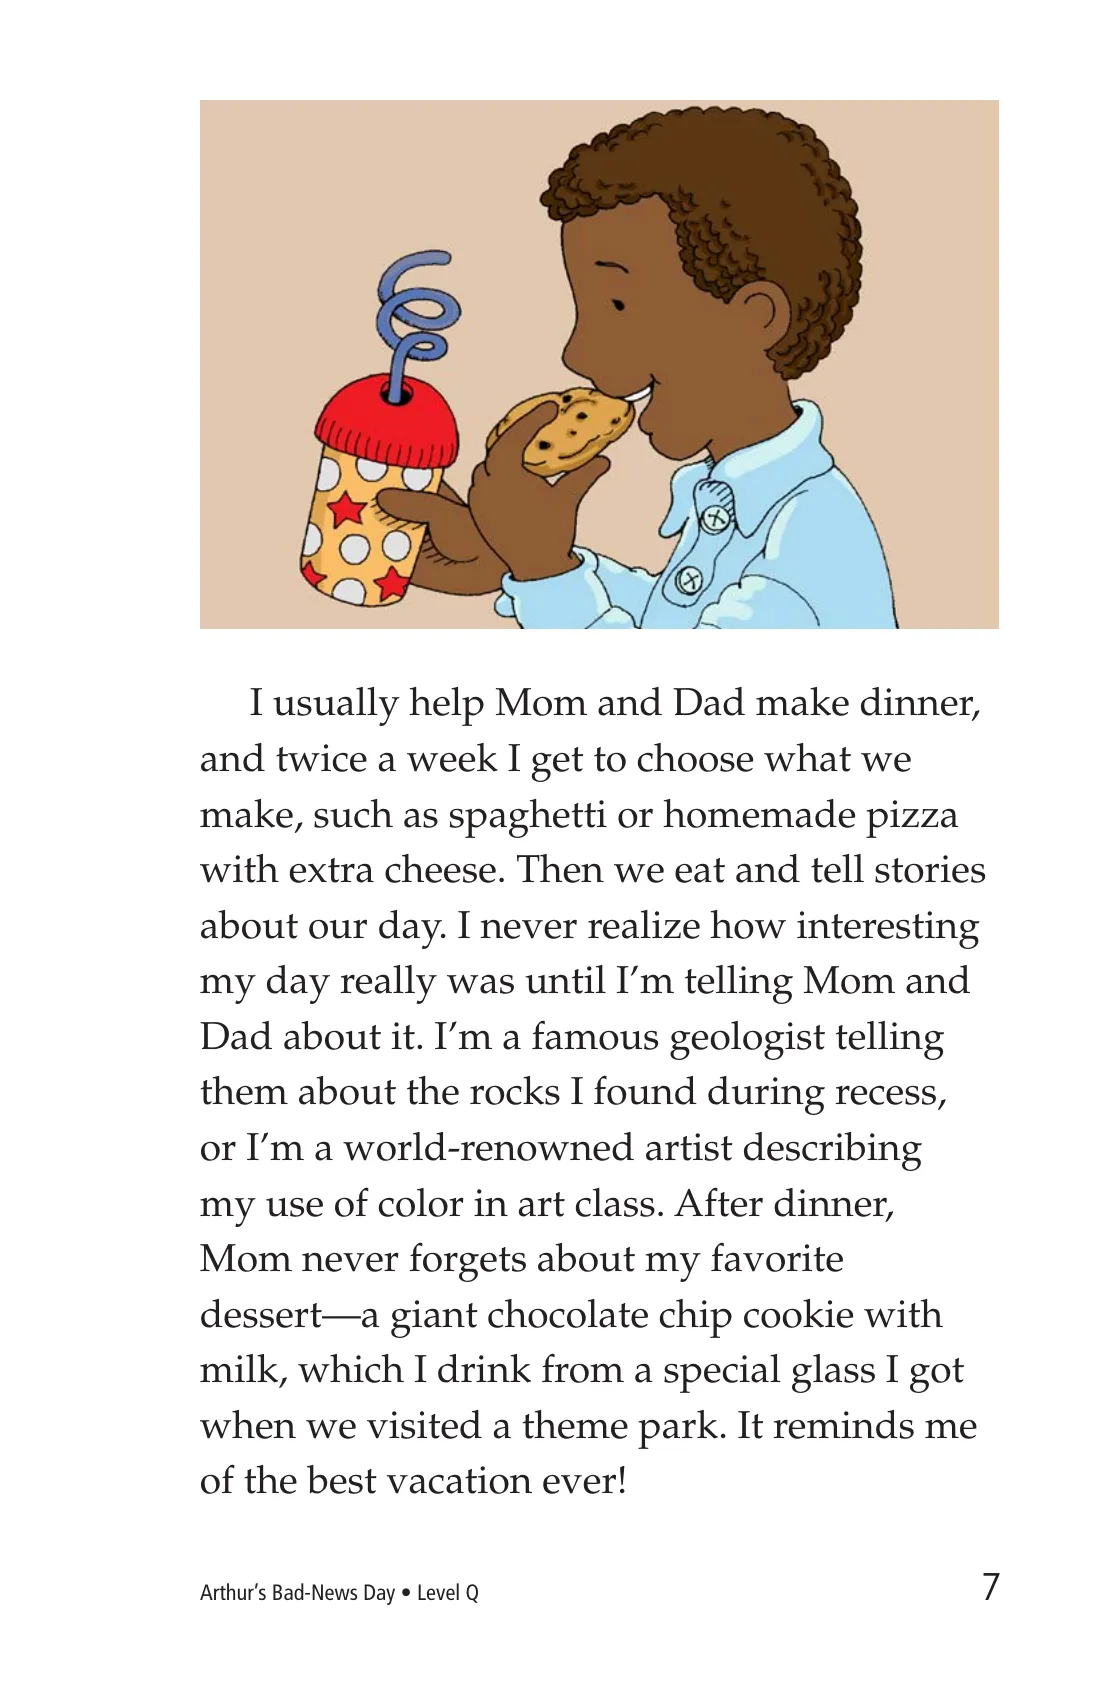 I usually help Mom and Dad make dinner,
and twice a week I get to choose what we
make, such as spaghetti or homemade pizza
with extra cheese. Then we eat and tell stories
about our day. I never realize how interesting
my day really was until I’m telling Mom and
Dad about it. I’m a famous geologist telling
them about the rocks I found during recess,
or I’m a world-renowned artist describing
my use of color in art class. After dinner,
Mom never forgets about my favorite
dessert—a giant chocolate chip cookie with
milk, which I drink from a special glass I got
when we visited a theme park. It reminds me
of the best vacation ever!
Arthur’s Bad-News Day • Level Q
7